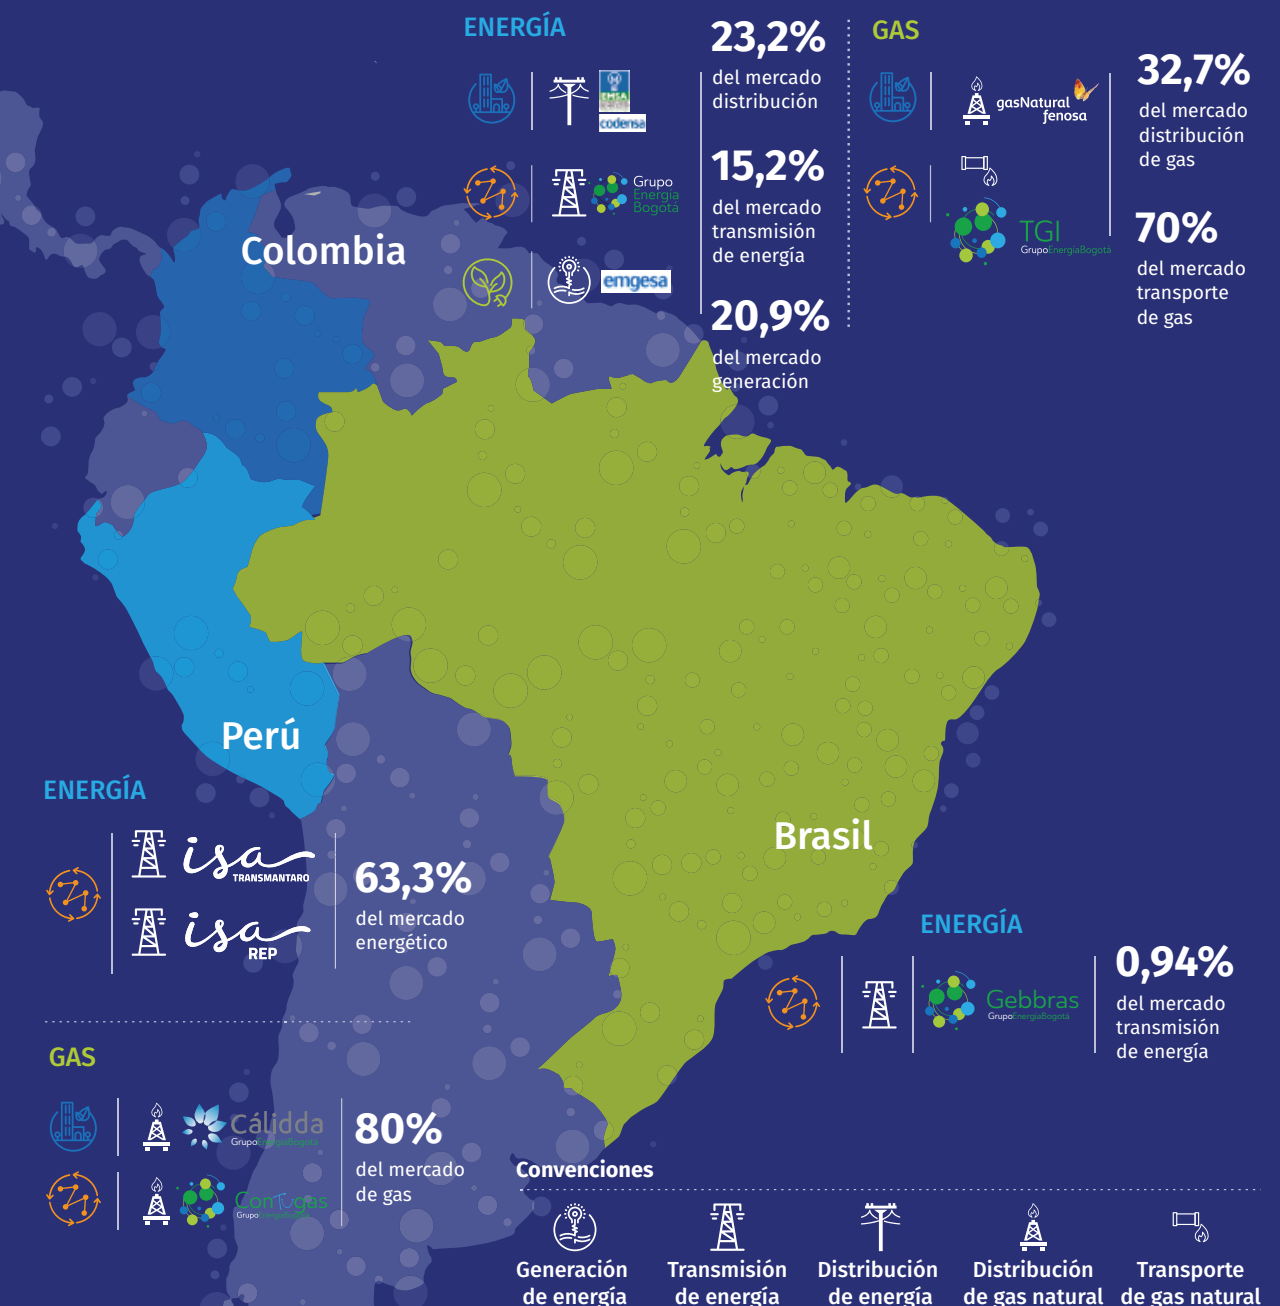 ENERGÍA
EMSA
codensa
23,2%
del mercado
distribución
Grupo
Energía
Bogotá
15,2%
del mercado
transmisión
de energía
emgesa
20,9%
del mercado
generación
GAS
gasNatural
fenosa
32,7%
del mercado
distribución
de gas
TGI
GrupoEnergíaBogotá
70%
del mercado
transporte
de gas
Colombia
Perú
Brasil
ENERGÍA
isa
TRANSMANTARO
isa
REP
63,3%
del mercado
energético
GAS
Cálidda
GrupoEnergíaBogotá
ConTugas
GrupoEnergíaBogotá
80%
del mercado
de gas
ENERGÍA
Gebbras
GrupoEnergíaBogotá
0,94%
del mercado
transmisión
de energía
Convenciones
Generación
de energía
Transmisión
de energía
Distribución
de energía
Distribución
de gas natural
Transporte
de gas natural